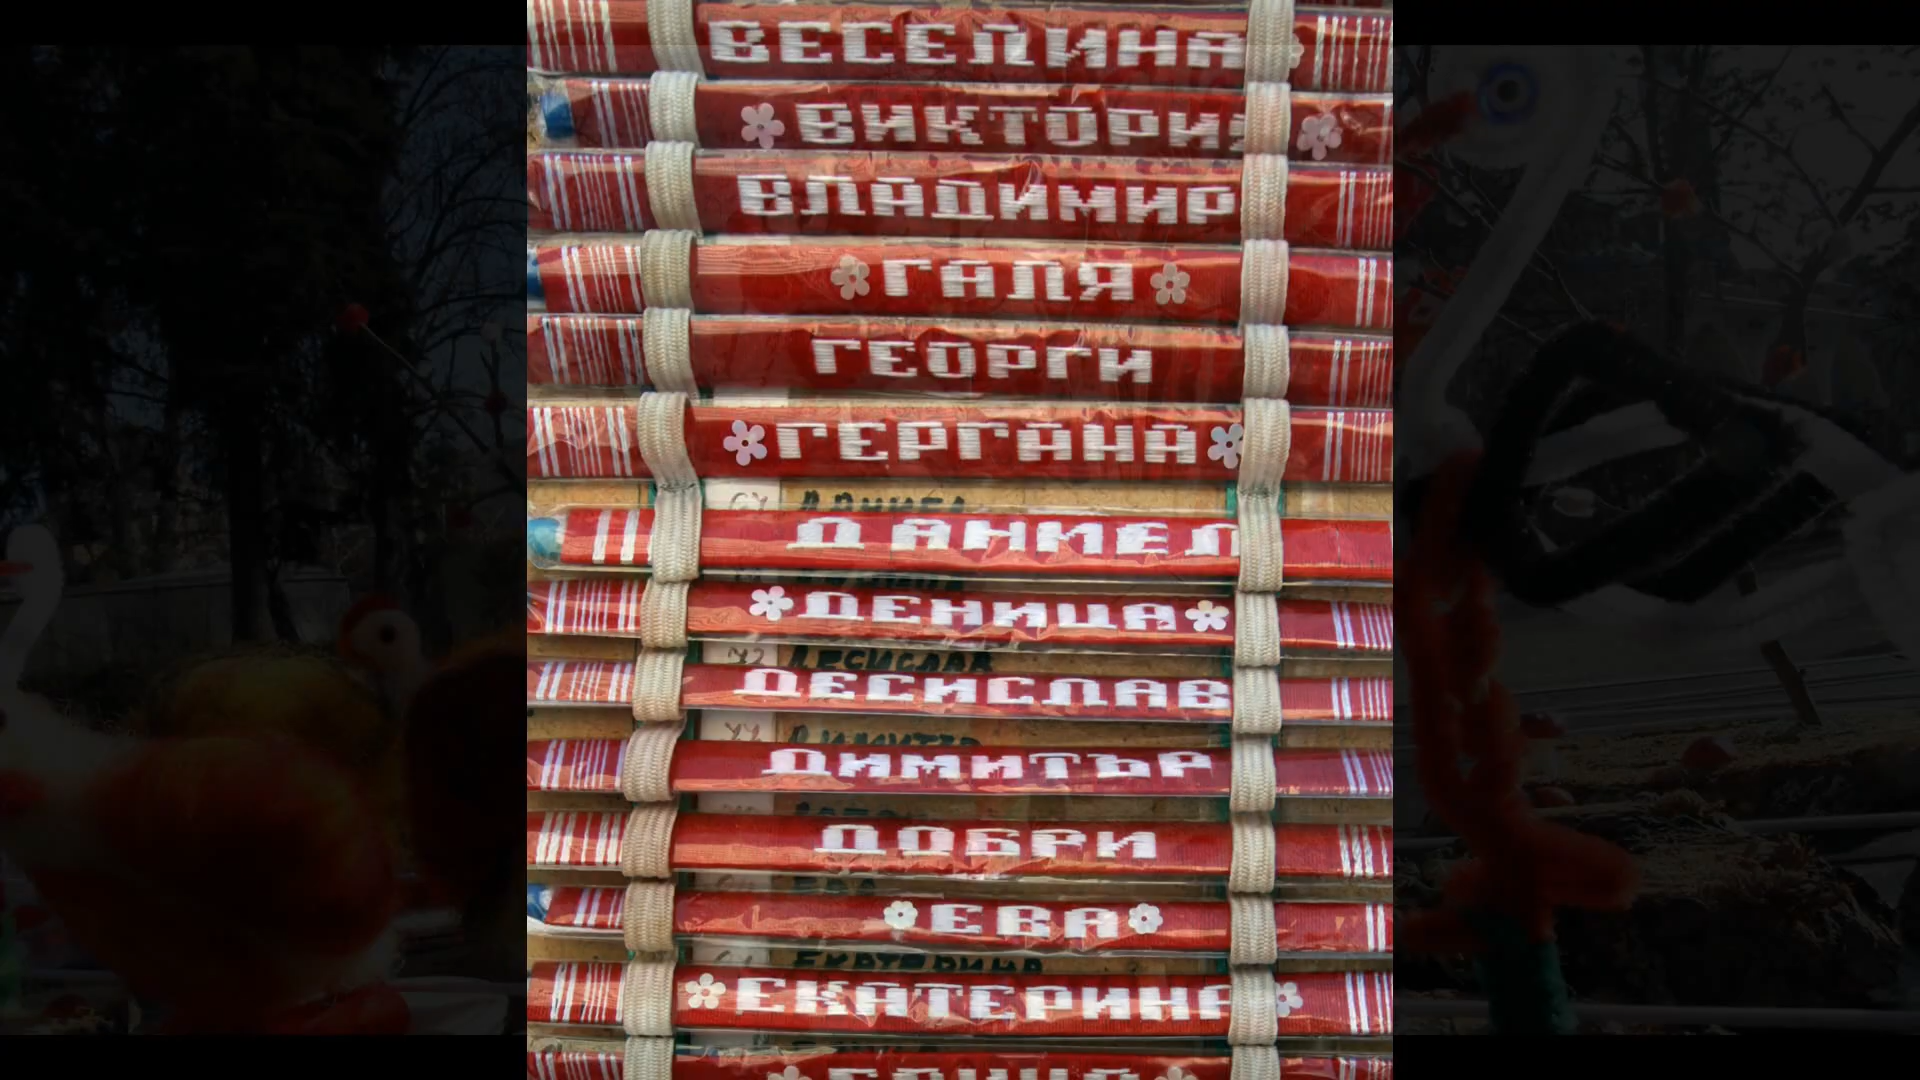 ВЕСЕЛИНА
ВИКТОРИЯ
ВЛАДИМИР
ГАЛЯ
ГЕОРГИ
ГЕРГАНА
ДАНИЕЛ
ДЕНИЦА
ДЕСИСЛАВ
ДИМИТЪР
ДОБРИ
ЕВА
ЕКАТЕРИНА